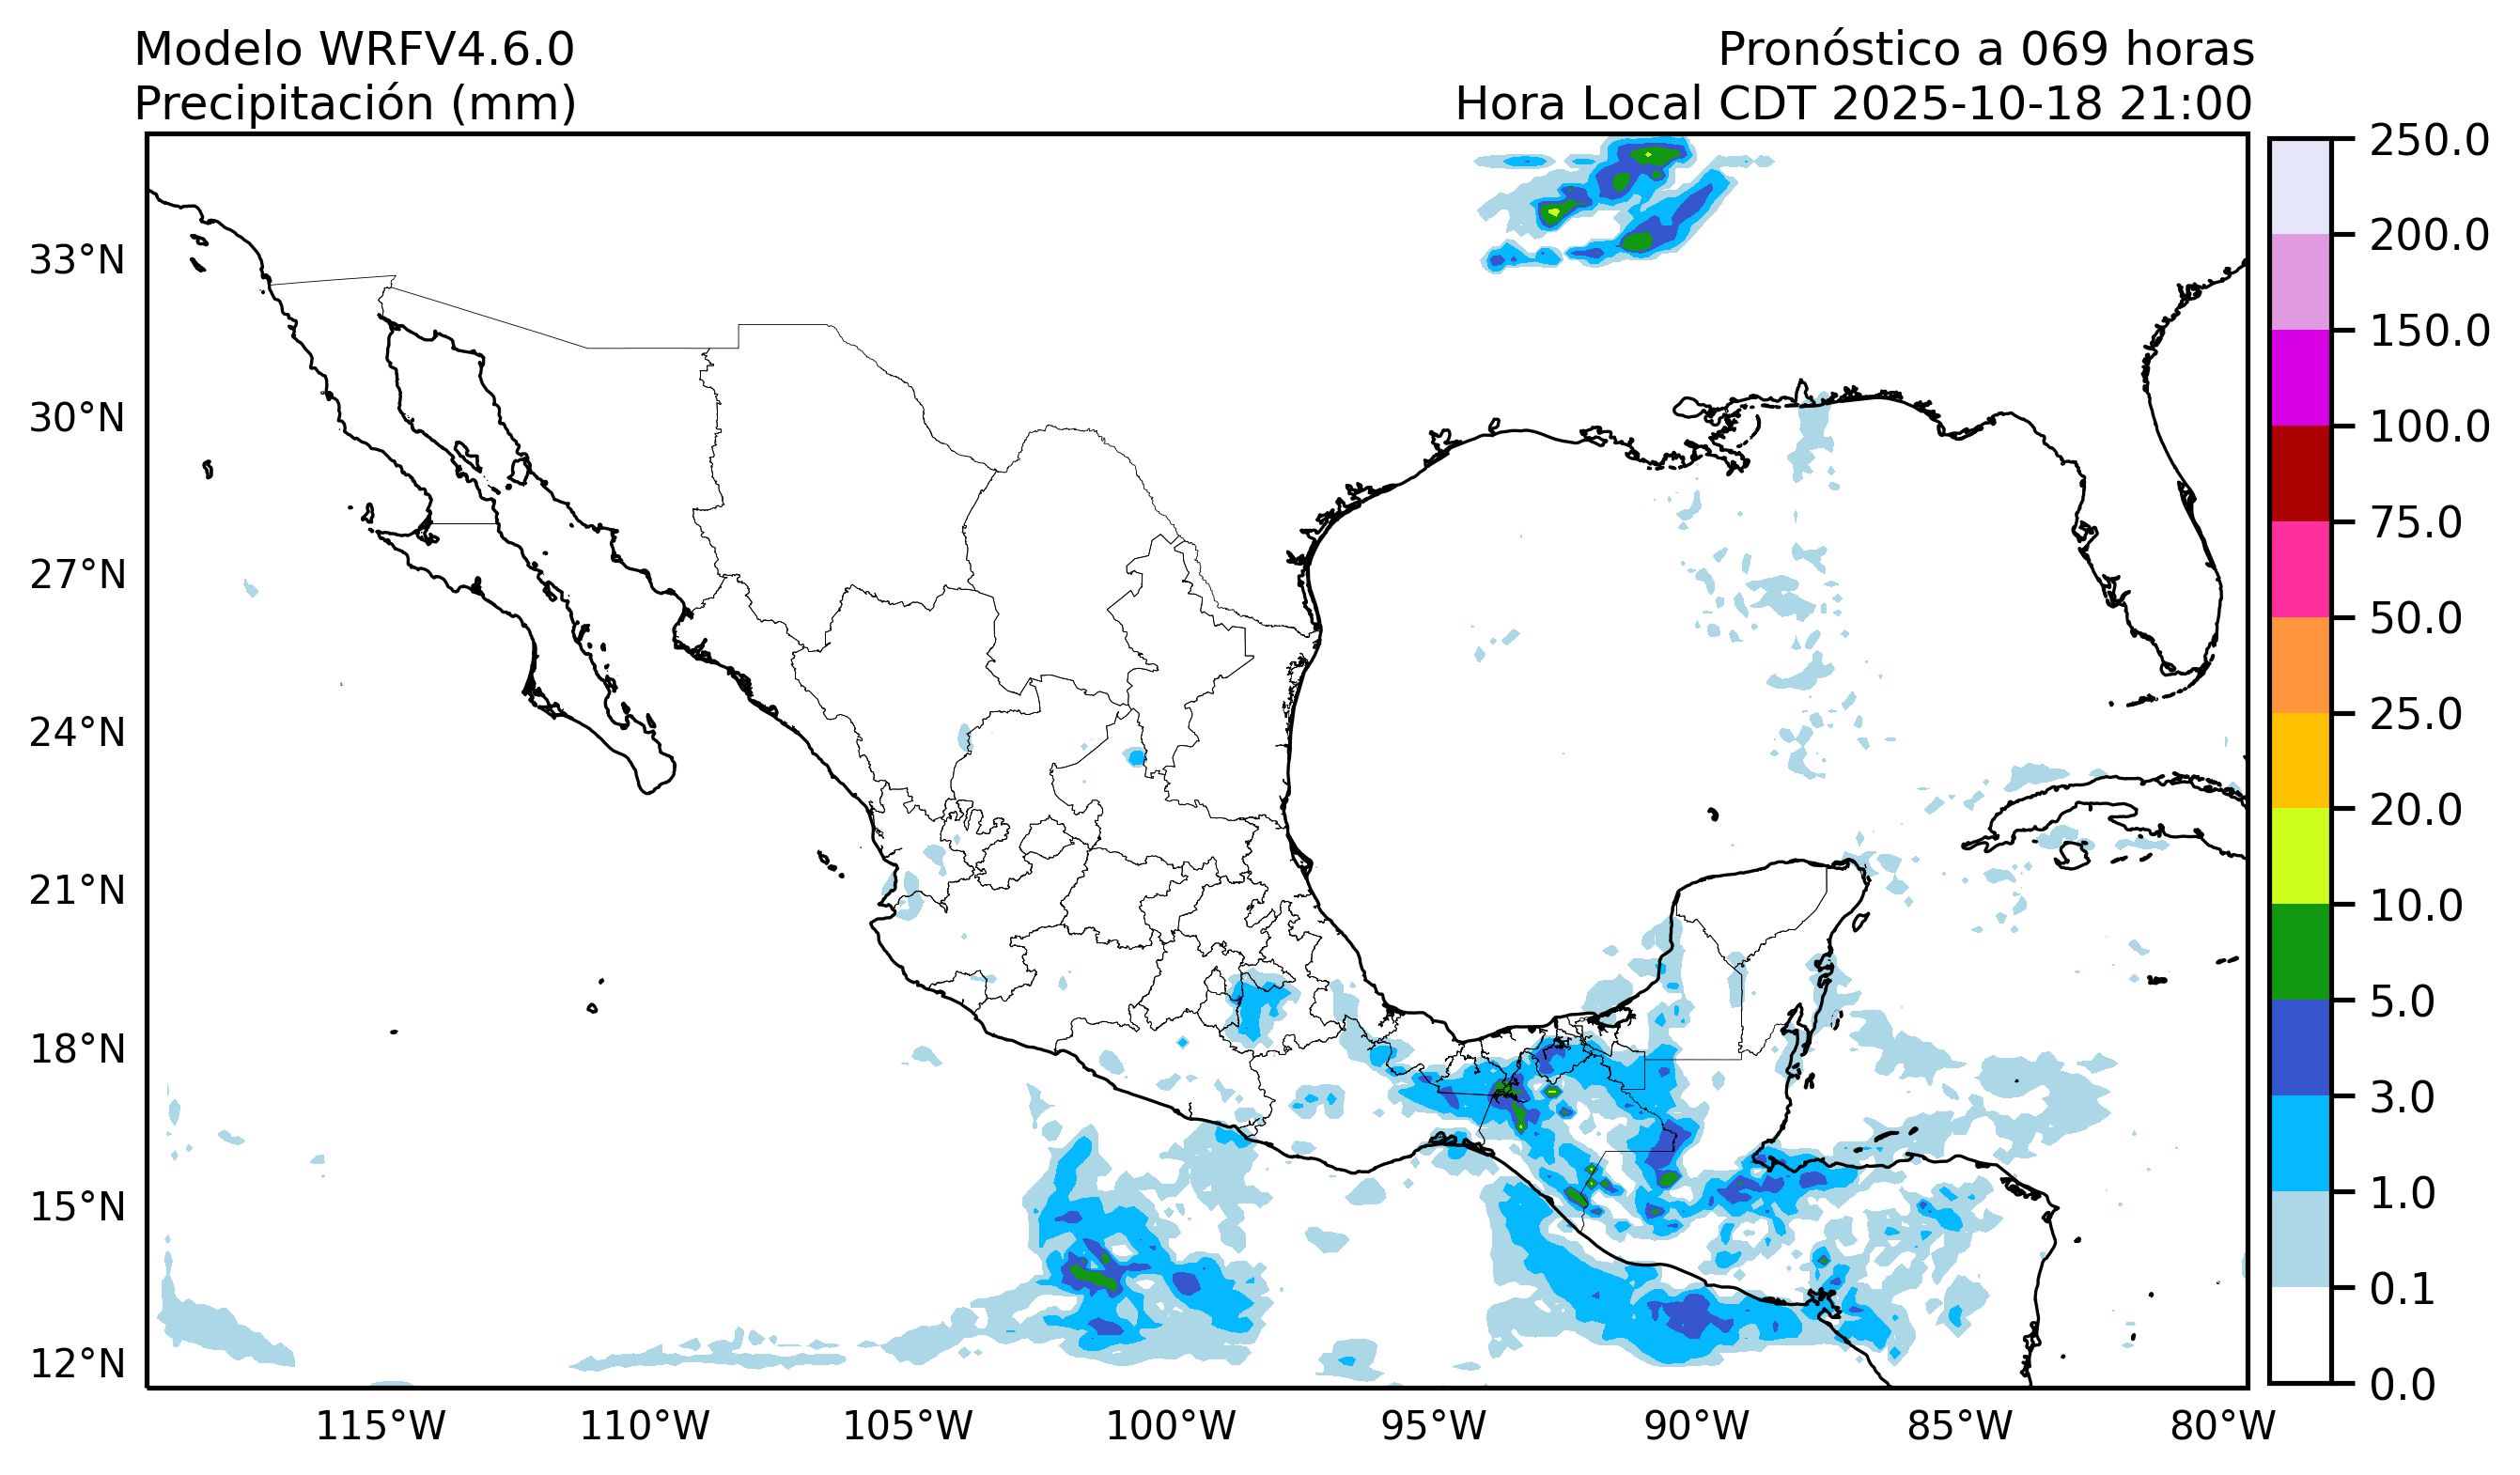 Modelo WRFV4.6.0
Precipitación (mm)
Pronóstico a 069 horas
Hora Local CDT 2025-10-18 21:00
33°N
30°N
27°N
24°N
21°N
18°N
15°N
12°N
115°W
110°W
105°W
100°W
95°W
90°W
85°W
80°W
250.0
200.0
150.0
100.0
75.0
50.0
25.0
20.0
10.0
5.0
3.0
1.0
0.1
0.0